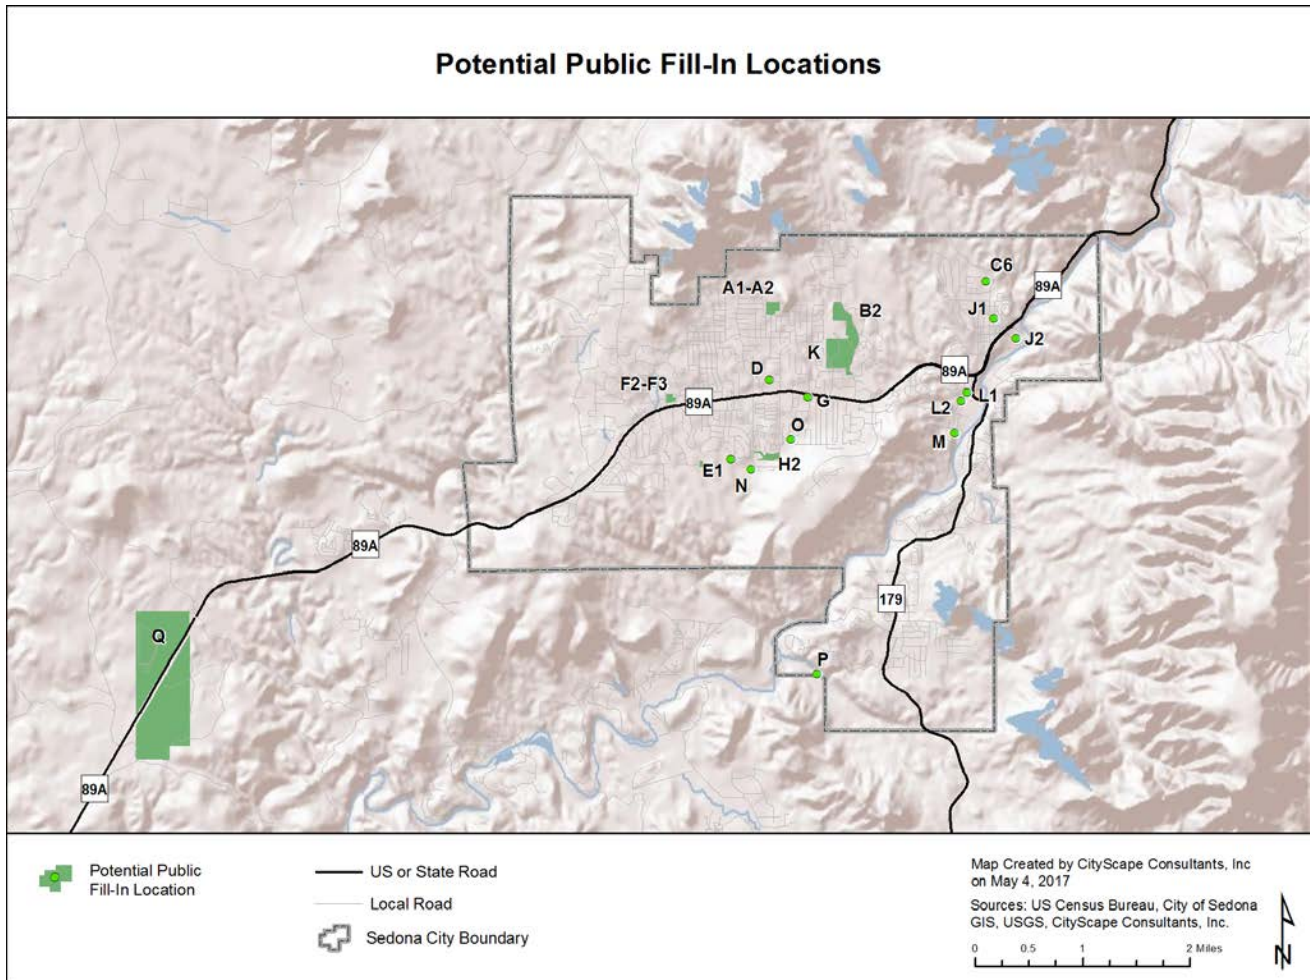 Potential Public Fill-In Locations
C6
89A
A1-A2
B2
J1
J2
K
D
89A
F2-F3
89A
G
L1
L2
O
M
E1
H2
N
89A
179
Q
P
89A
Potential Public
Fill-In Location
US or State Road
Local Road
Sedona City Boundary
Map Created by CityScape Consultants, Inc
on May 4, 2017
Sources: US Census Bureau, City of Sedona
GIS, USGS, CityScape Consultants, Inc.
0 0.5 1 2 Miles
N